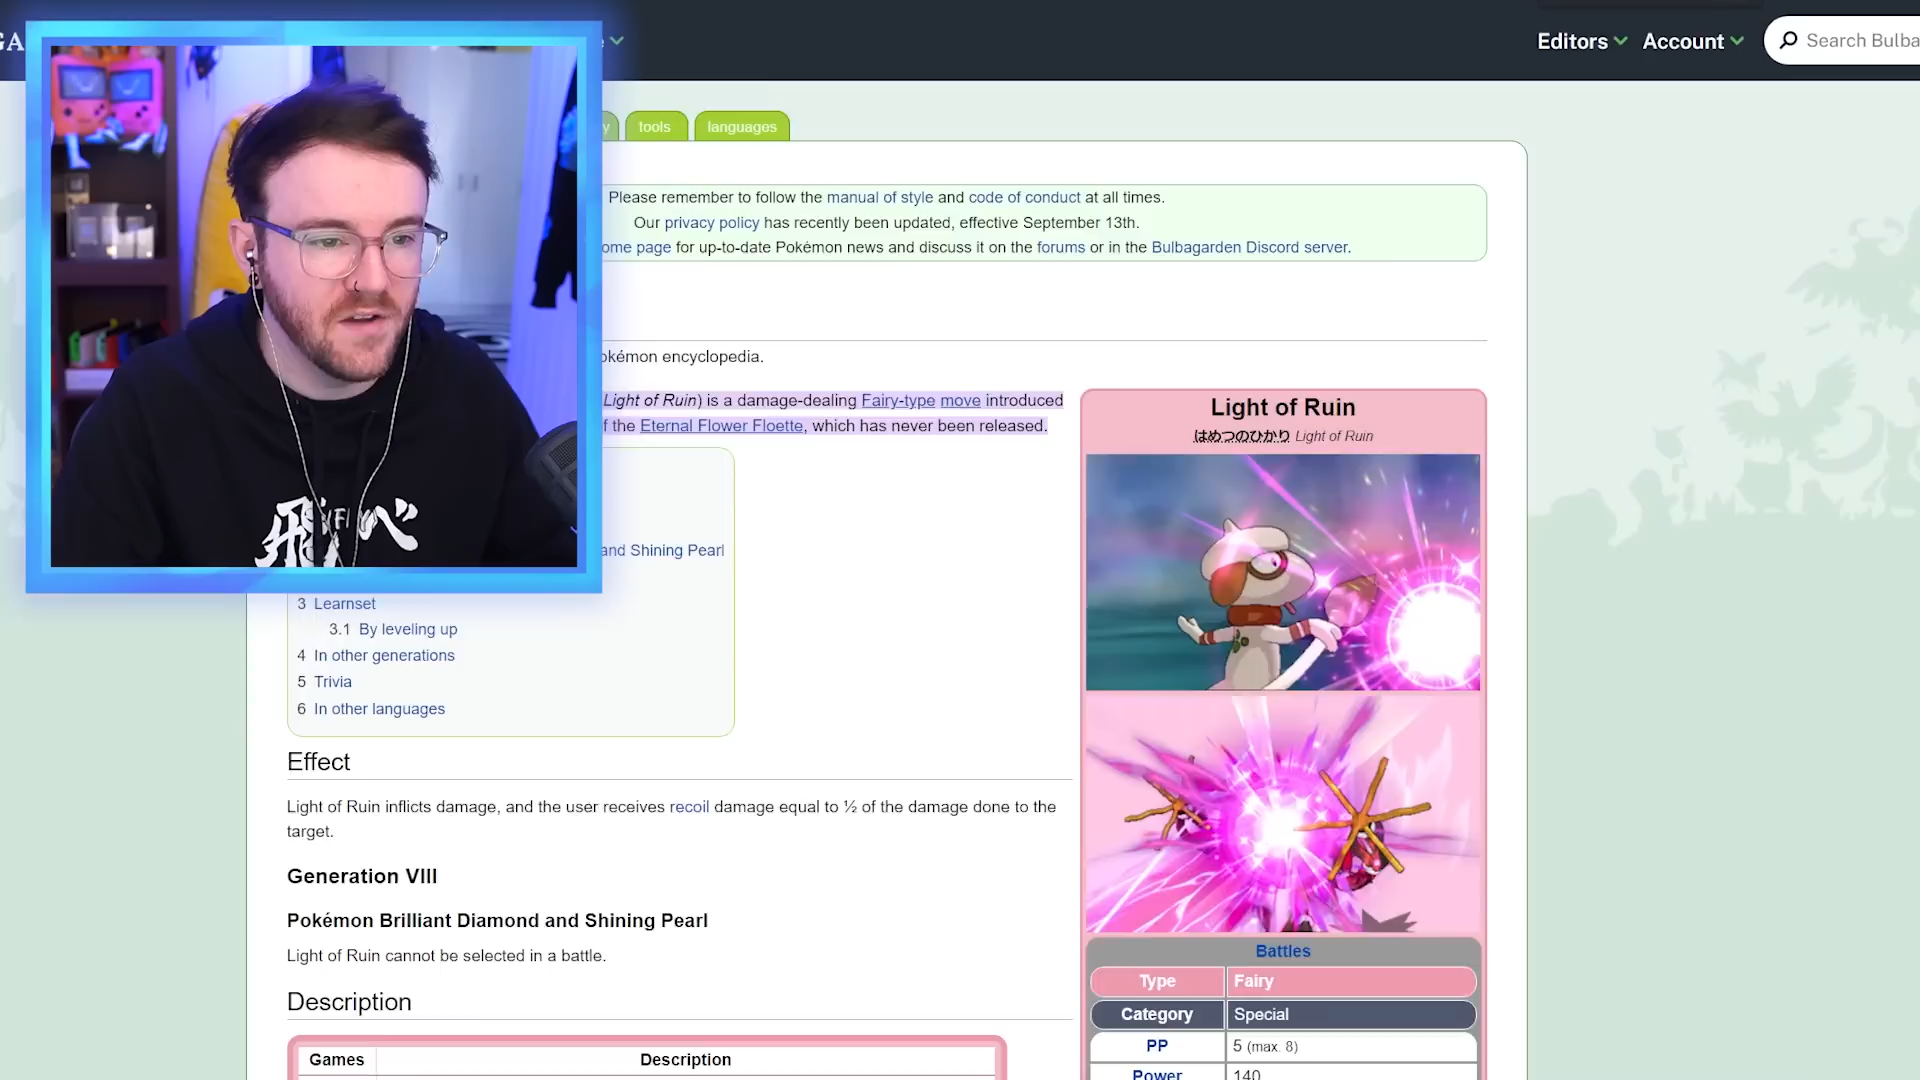 GA
Editors
Account
Search Bulba
y
tools
languages
Please remember to follow the manual of style and code of conduct at all times.
Our privacy policy has recently been updated, effective September 13th.
ome page for up-to-date Pokémon news and discuss it on the forums or in the Bulbagarden Discord server.
okémon encyclopedia.
Light of Ruin) is a damage-dealing Fairy-type move introduced
f the Eternal Flower Floette, which has never been released.
and Shining Pearl
3 Learnset
3.1 By leveling up
4 In other generations
5 Trivia
6 In other languages
Effect
Light of Ruin inflicts damage, and the user receives recoil damage equal to ½ of the damage done to the
target.
Generation VIII
Pokémon Brilliant Diamond and Shining Pearl
Light of Ruin cannot be selected in a battle.
Description
Games Description
Light of Ruin
はめつのひかり Light of Ruin
Battles
Type Fairy
Category Special
PP 5 (max. 8)
Power 140